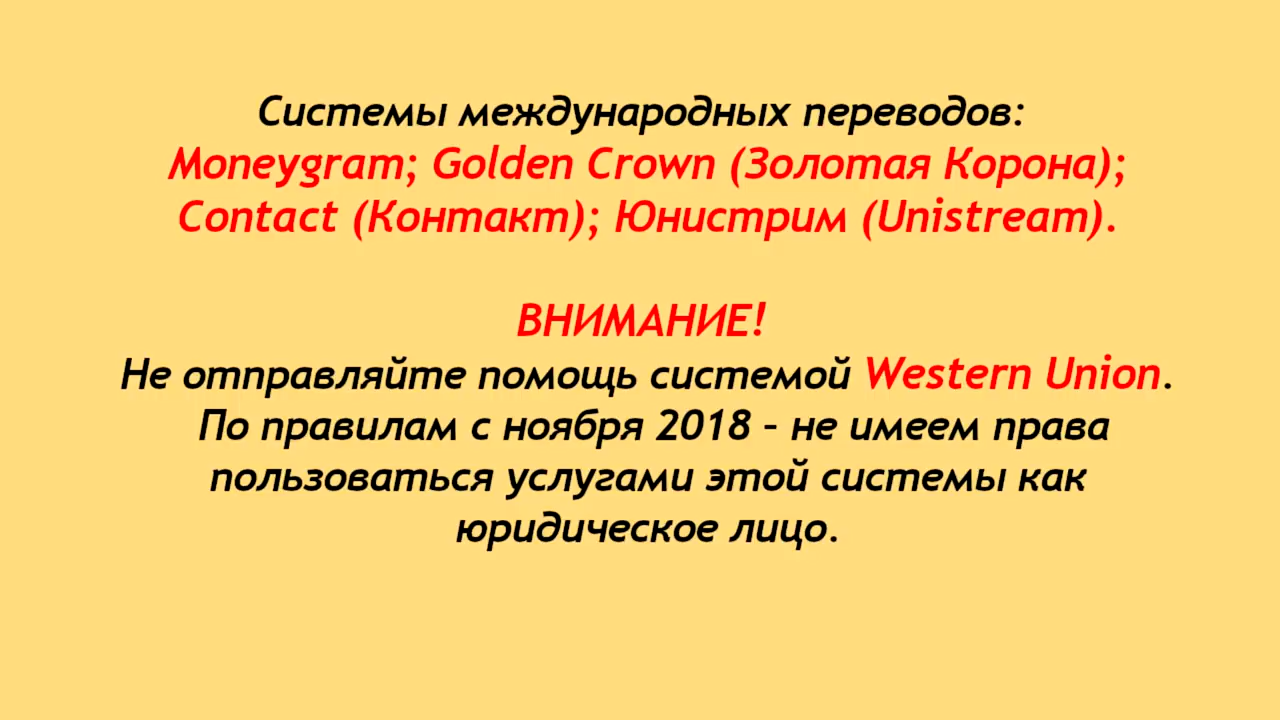 Системы международных переводов:
Moneygram; Golden Crown (Золотая Корона);
Contact (Контакт); Юнистрим (Unistream).
ВНИМАНИЕ!
Не отправляйте помощь системой Western Union.
По правилам с ноября 2018 – не имеем права
пользоваться услугами этой системы как
юридическое лицо.